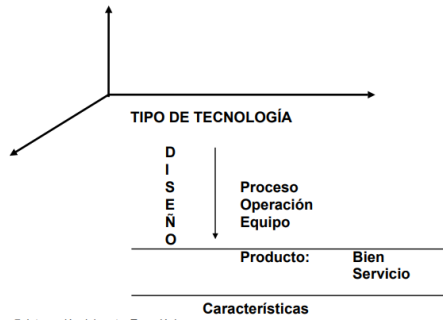 TIPO DE TECNOLOGÍA
D
I
S Proceso
E Operación
Ñ Equipo
O
Producto: Bien
Servicio
Características